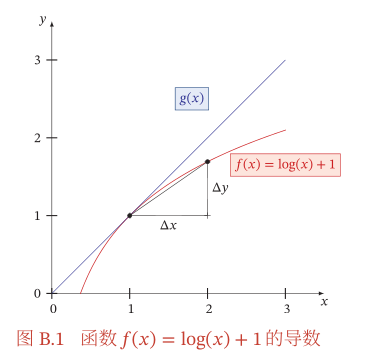 y
3
g(x)
2
f(x) = log(x) + 1
Δy
1
Δx
0
0 1 2 3 x
图 B.1 函数 f(x) = log(x) + 1 的导数